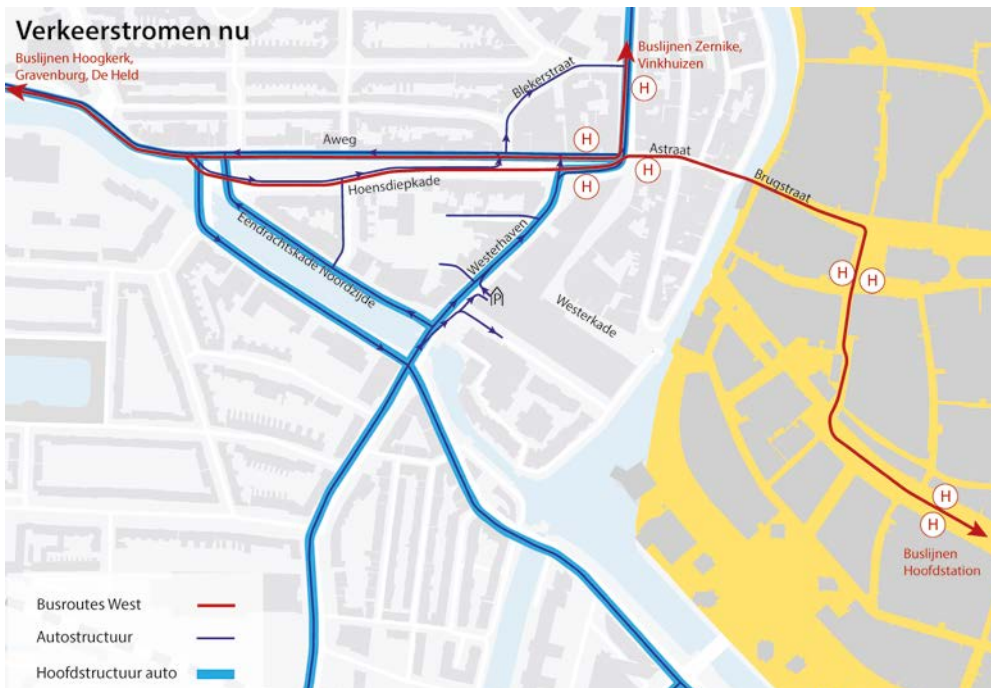 Verkeerstromen nu
Buslijnen Hoogkerk,
Gravenburg, De Held
Buslijnen Zernike,
Vinkhuizen
Blekerstraat
H
Aweg
H
Astraat
H
H
Hoensdiepkade
Brugstraat
Eendrachtskade Noordzijde
Westerhaven
H
H
P
Westerkade
H
H
Buslijnen
Hoofdstation
Busroutes West
Autostructuur
Hoofdstructuur auto